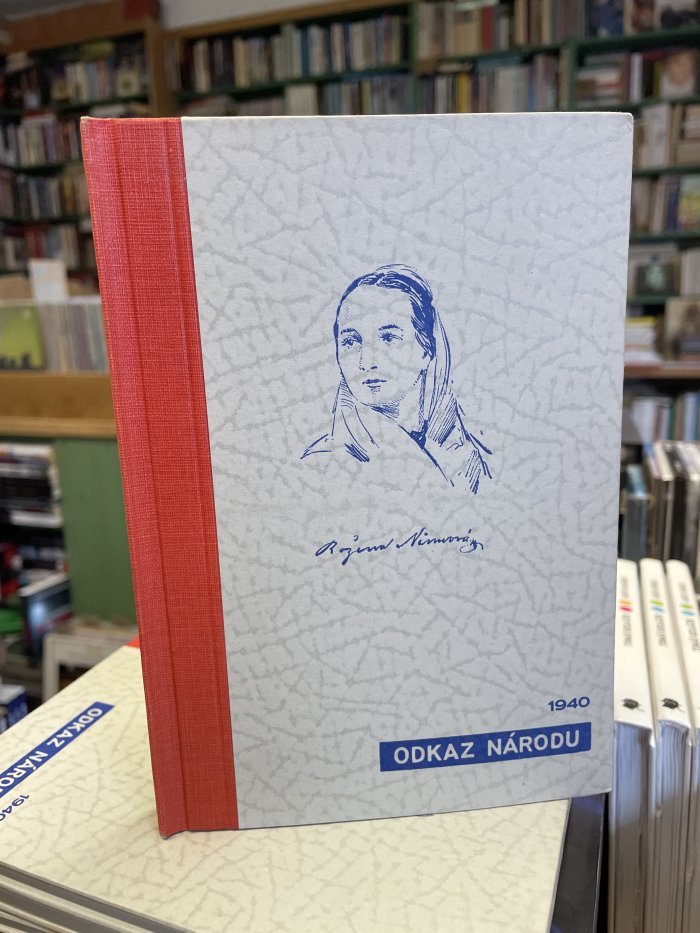 Božena Němcová
1940
ODKAZ NÁRODU
ODKAZ NÁRODU
1940